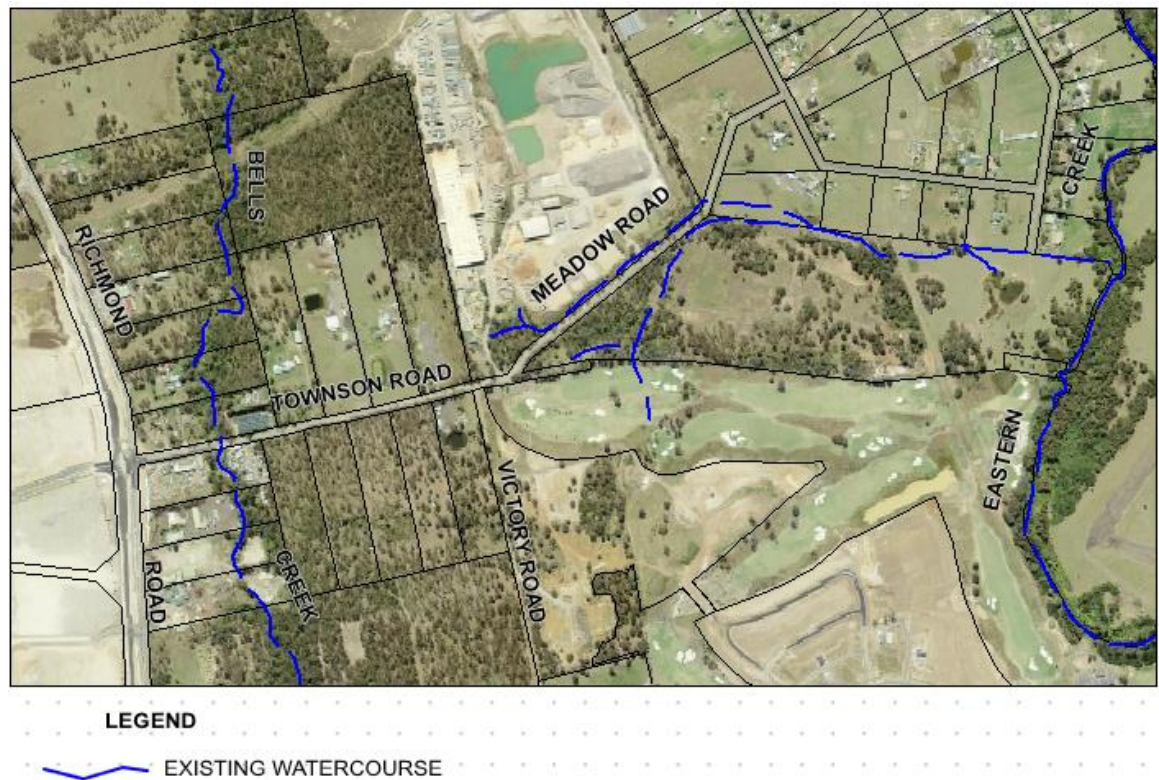 BELLS
CREEK
RICHMOND
MEADOW ROAD
TOWNSON ROAD
EASTERN
VICTORY ROAD
CREEK
ROAD
LEGEND
EXISTING WATERCOURSE